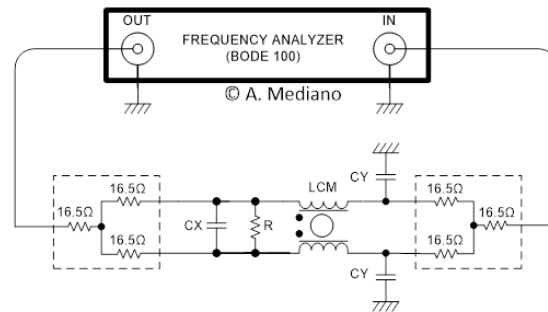 OUT
IN
FREQUENCY ANALYZER
(BODE 100)
© A. Mediano
CY
LCM
16.5Ω
16.5Ω
16.5Ω
16.5Ω
16.5Ω
CX
R
16.5Ω
CY